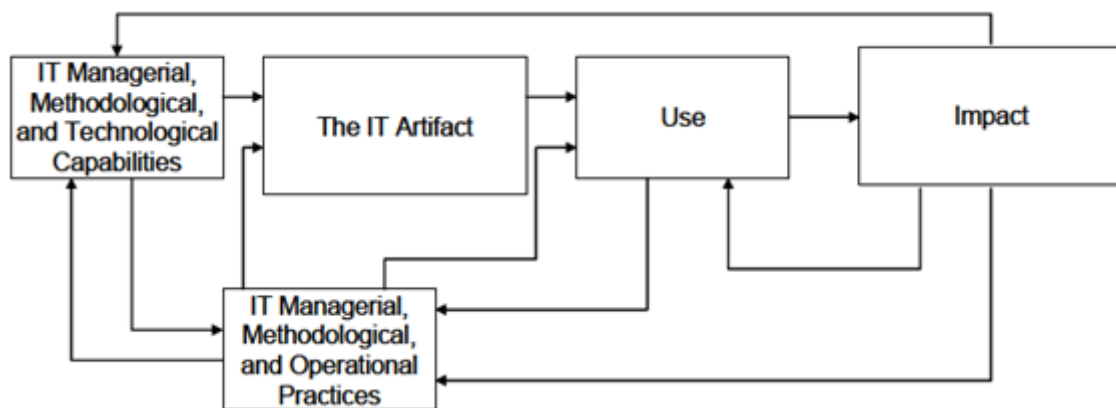 IT Managerial,
Methodological,
and Technological
Capabilities
The IT Artifact
Use
Impact
IT Managerial,
Methodological,
and Operational
Practices